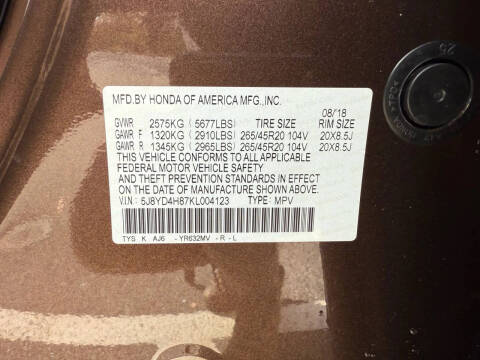 MFD.BY HONDA OF AMERICA MFG.,INC.
08/18
GVWR 2575KG (5677LBS) TIRE SIZE RIM SIZE
GAWR F 1320KG (2910LBS) 265/45R20 104V 20X8.5J
GAWR R 1345KG (2965LBS) 265/45R20 104V 20X8.5J
THIS VEHICLE CONFORMS TO ALL APPLICABLE
FEDERAL MOTOR VEHICLE SAFETY
AND THEFT PREVENTION STANDARDS IN EFFECT
ON THE DATE OF MANUFACTURE SHOWN ABOVE.
V.I.N: 5J8YD4H87KL004123 TYPE: MPV
TYS K AJ6 - YR632MV - R - L
25